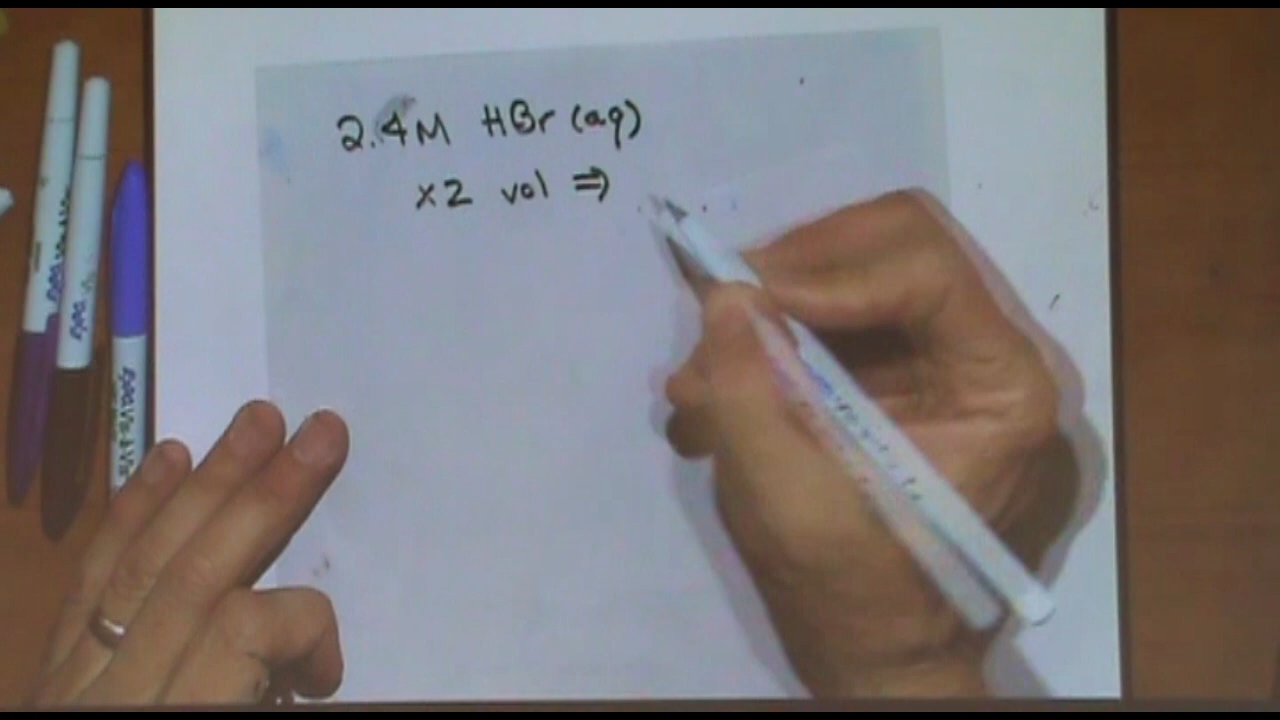 2.4M HBr (aq)
x2 vol ⇒